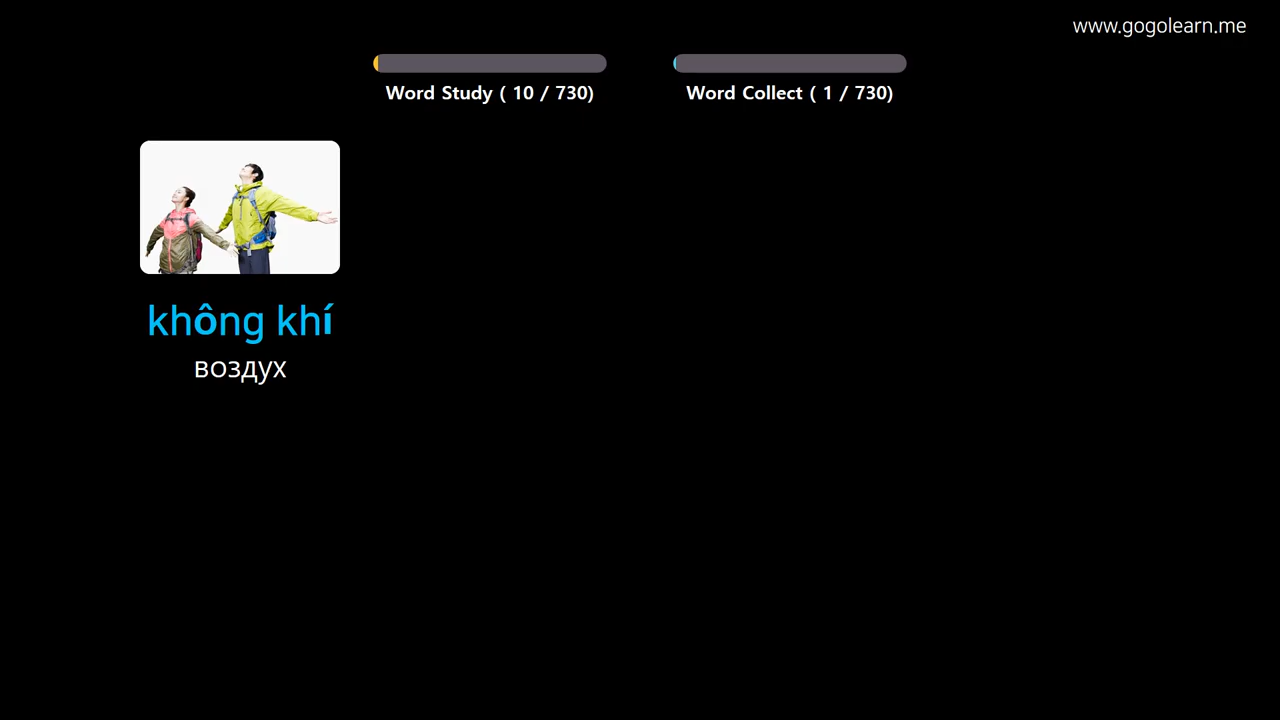 www.gogolearn.me
Word Study ( 10 / 730)
Word Collect ( 1 / 730)
không khí
воздух